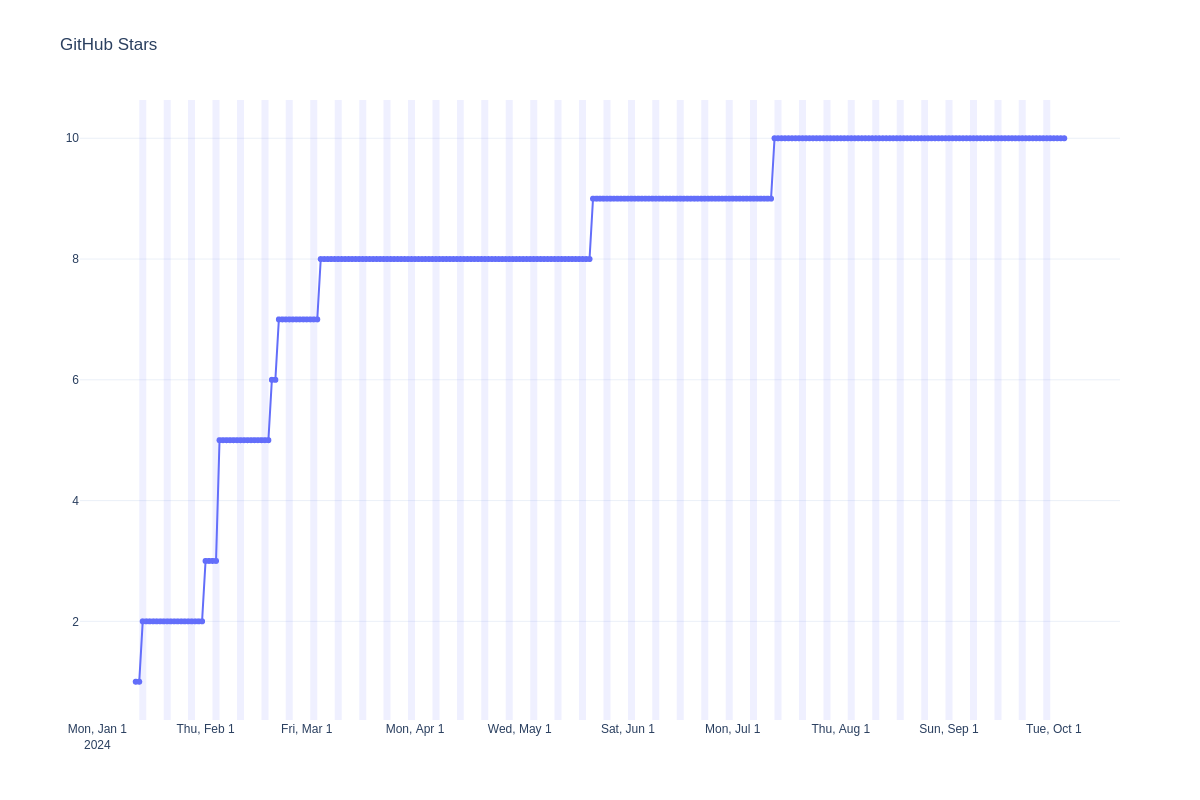 GitHub Stars
10
8
6
4
2
Mon, Jan 1
2024
Thu, Feb 1
Fri, Mar 1
Mon, Apr 1
Wed, May 1
Sat, Jun 1
Mon, Jul 1
Thu, Aug 1
Sun, Sep 1
Tue, Oct 1